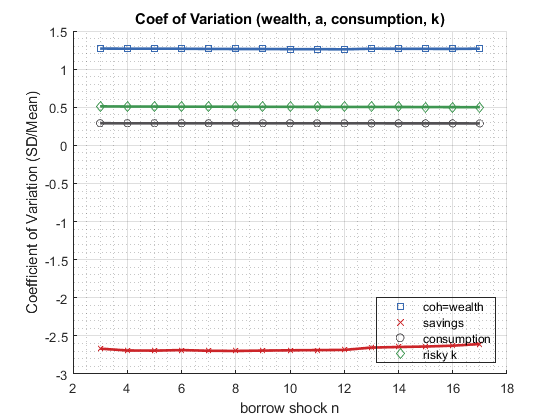 Coef of Variation (wealth, a, consumption, k)
1.5
1
0.5
0
-0.5
-1
-1.5
-2
-2.5
-3
Coefficient of Variation (SD/Mean)
coh=wealth
savings
consumption
risky k
2 4 6 8 10 12 14 16 18
borrow shock n